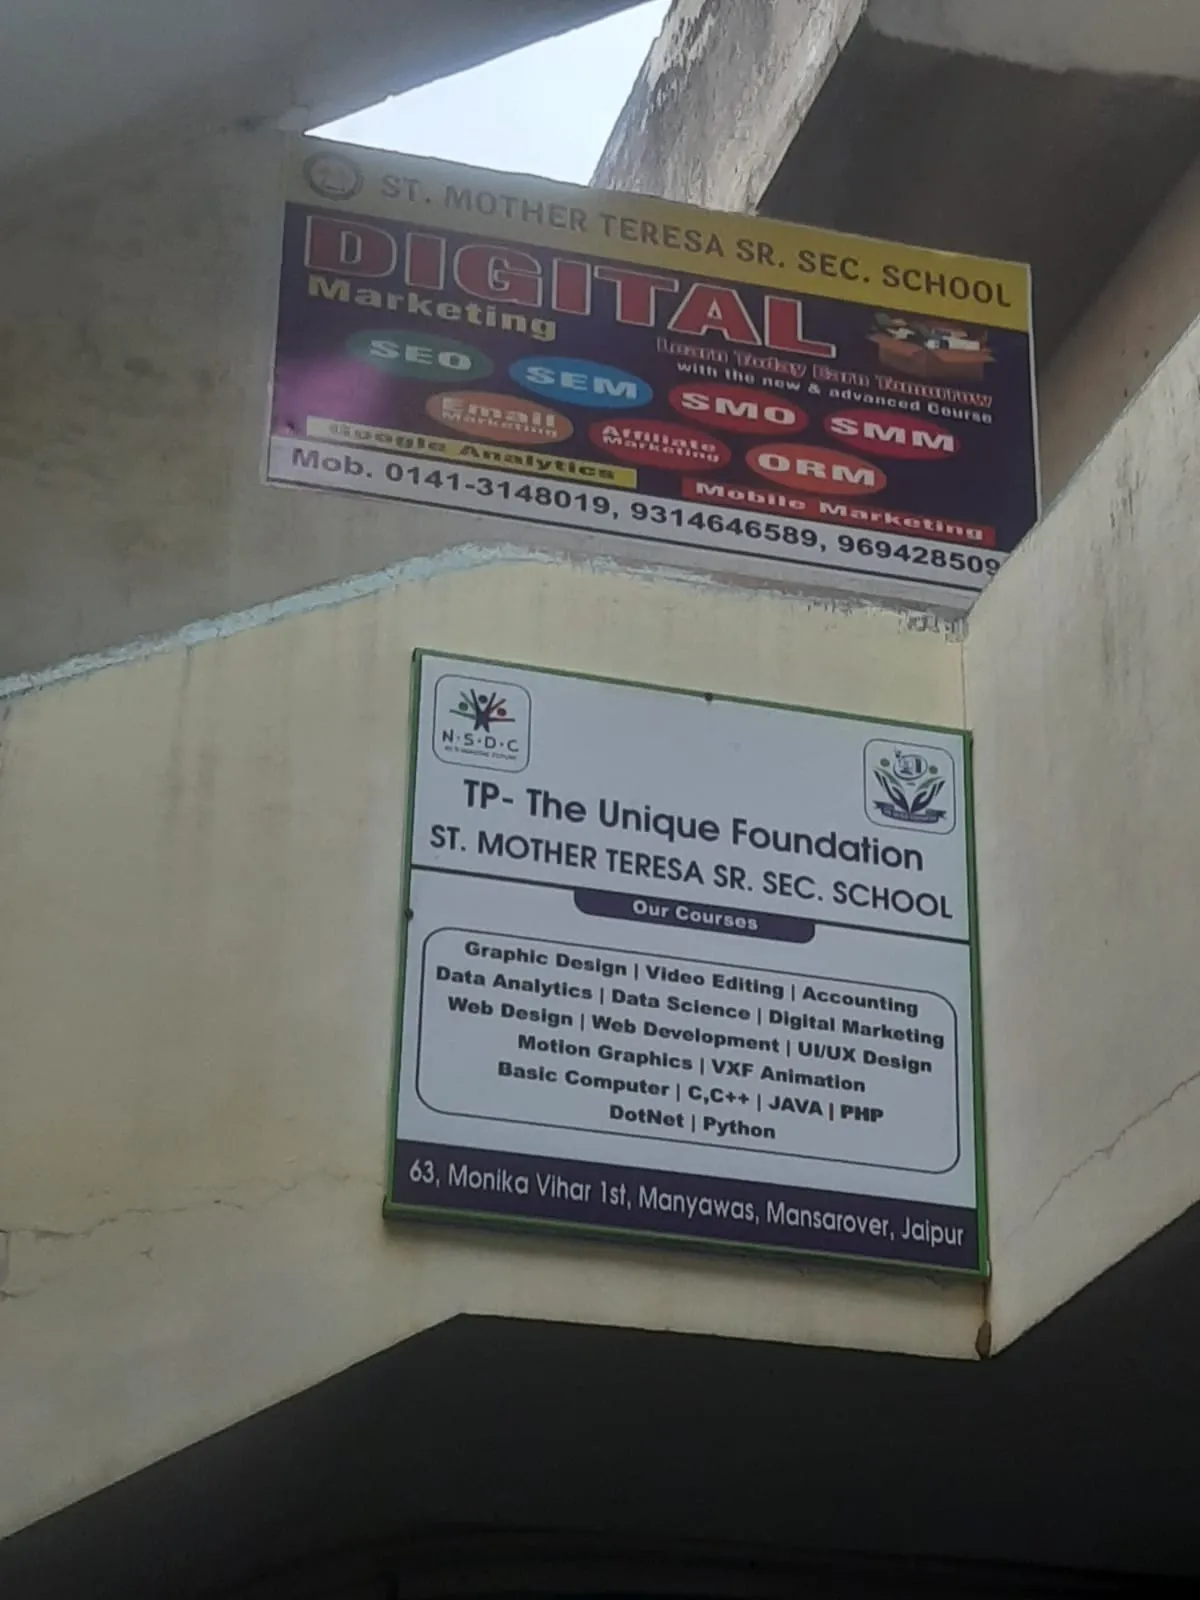 ST. MOTHER TERESA SR. SEC. SCHOOL
DIGITAL
Marketing
Learn Today Earn Tomorrow
with the new & advanced Course
SEO SEM SMO SMM
Email Marketing Affiliate Marketing ORM
Google Analytics
Mobile Marketing
Mob. 0141-3148019, 9314646589, 969428509
N·S·D·C
TP- The Unique Foundation
ST. MOTHER TERESA SR. SEC. SCHOOL
Our Courses
Graphic Design | Video Editing | Accounting
Data Analytics | Data Science | Digital Marketing
Web Design | Web Development | UI/UX Design
Motion Graphics | VXF Animation
Basic Computer | C,C++ | JAVA | PHP
DotNet | Python
63, Monika Vihar 1st, Manyawas, Mansarover, Jaipur